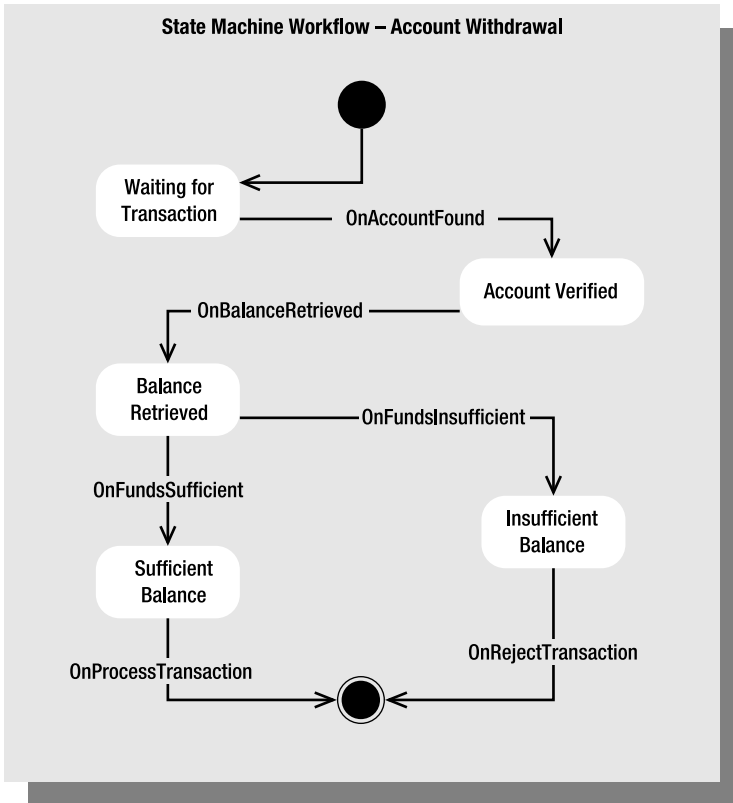 State Machine Workflow – Account Withdrawal
Waiting for
Transaction
OnAccountFound
Account Verified
OnBalanceRetrieved
Balance
Retrieved
OnFundsInsufficient
OnFundsSufficient
Insufficient
Balance
Sufficient
Balance
OnRejectTransaction
OnProcessTransaction